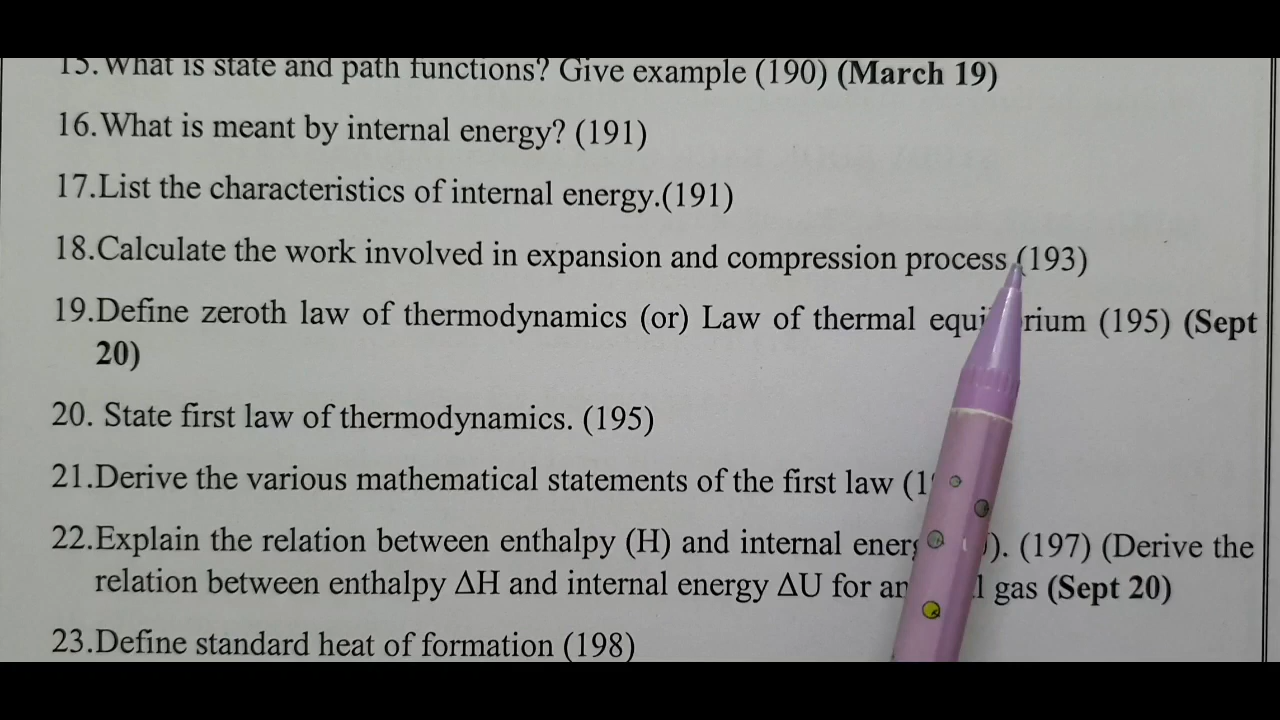 15. What is state and path functions? Give example (190) (March 19)
16.What is meant by internal energy? (191)
17.List the characteristics of internal energy.(191)
18.Calculate the work involved in expansion and compression process (193)
19.Define zeroth law of thermodynamics (or) Law of thermal (195) (Sept
20)
20. State first law of thermodynamics. (195)
21.Derive the various mathematical statements of the first law
22.Explain the relation between enthalpy (H) and internal (197) (Derive the
relation between enthalpy ΔH and internal energy ΔU for gas (Sept 20)
23.Define standard heat of formation (198)